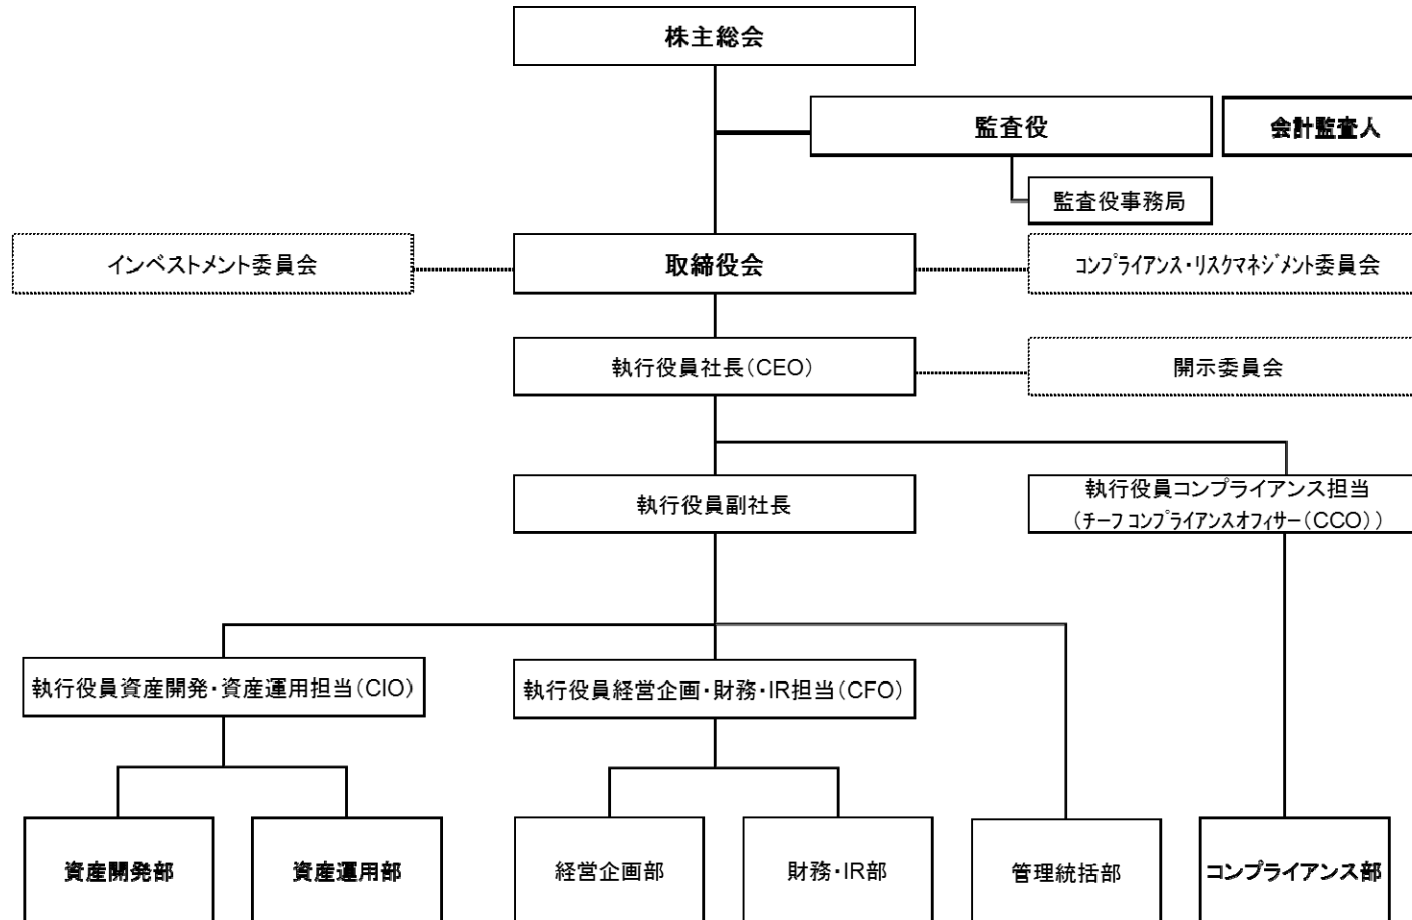 株主総会
監査役
会計監査人
監査役事務局
インベストメント委員会
取締役会
コンプライアンス・リスクマネジメント委員会
執行役員社長(CEO)
開示委員会
執行役員副社長
執行役員コンプライアンス担当
(チーフコンプライアンスオフィサー(CCO))
執行役員資産開発・資産運用担当(CIO)
執行役員経営企画・財務・IR担当(CFO)
資産開発部
資産運用部
経営企画部
財務・IR部
管理統括部
コンプライアンス部